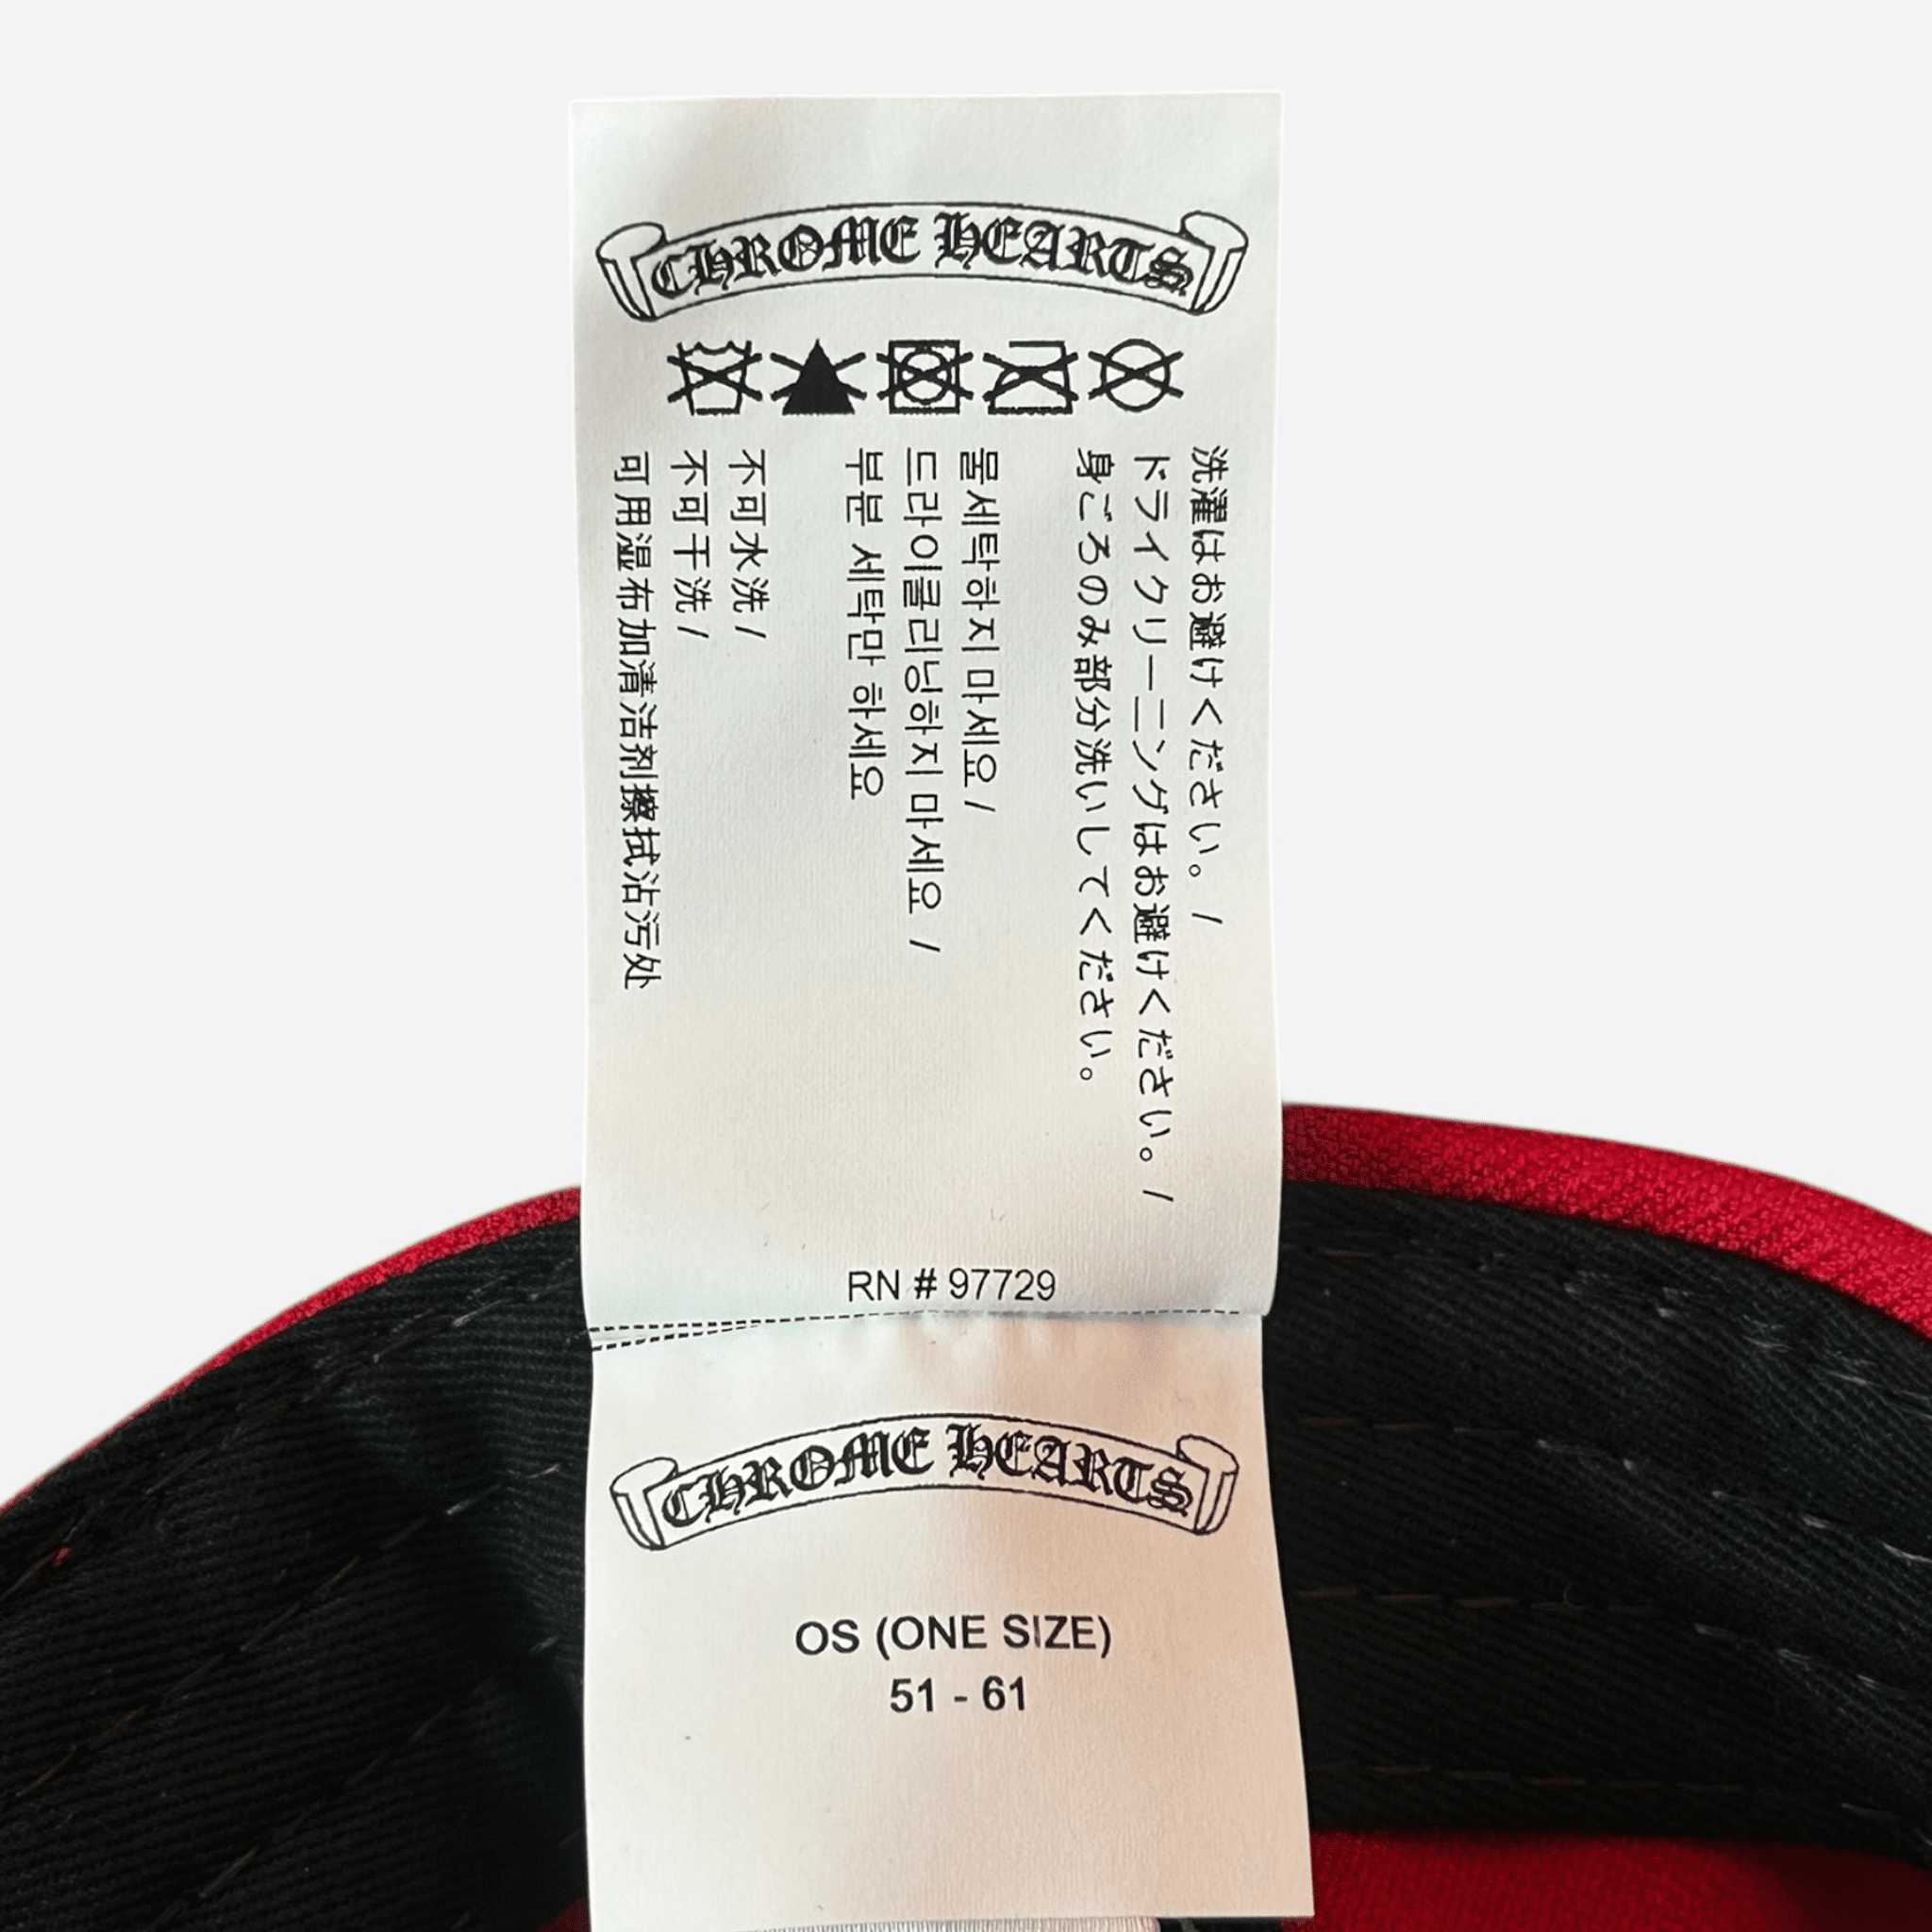 CHROME HEARTS
洗濯はお避けください。/
ドライクリーニングはお避けください。/
身ごろのみ部分洗いしてください。
물세탁하지 마세요 /
드라이클리닝하지 마세요 /
부분 세탁만 하세요
不可水洗 /
不可干洗 /
可用湿布加清洁剂擦拭沾污处
RN # 97729
CHROME HEARTS
OS (ONE SIZE)
51 - 61